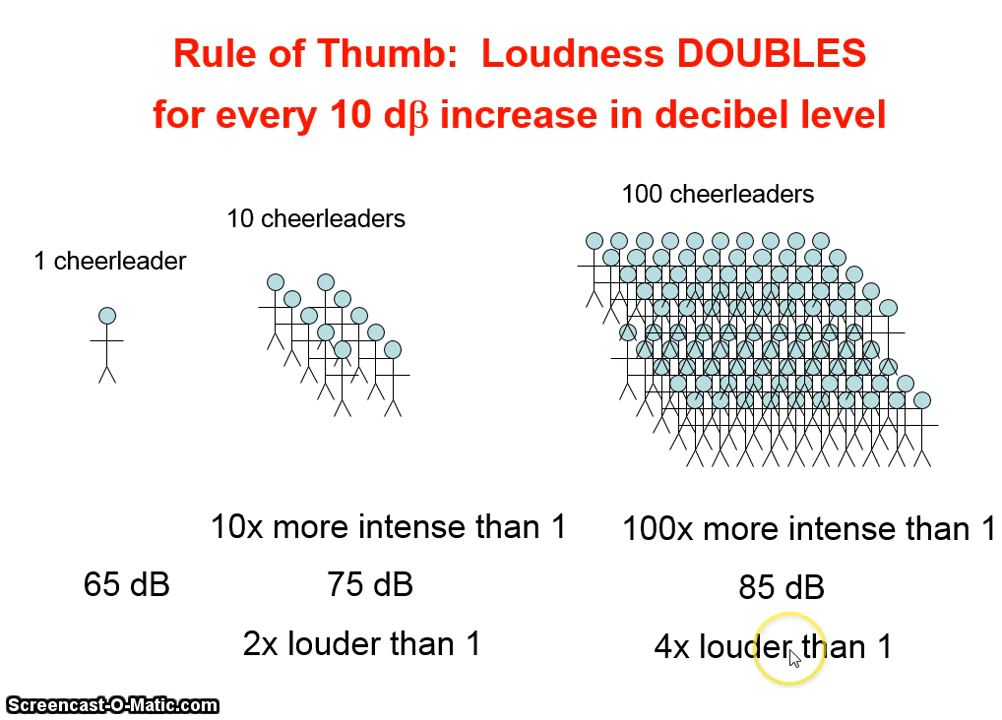 Rule of Thumb: Loudness DOUBLES
for every 10 dβ increase in decibel level
100 cheerleaders
10 cheerleaders
1 cheerleader
10x more intense than 1
100x more intense than 1
65 dB
75 dB
85 dB
2x louder than 1
4x louder than 1
Screencast-O-Matic.com